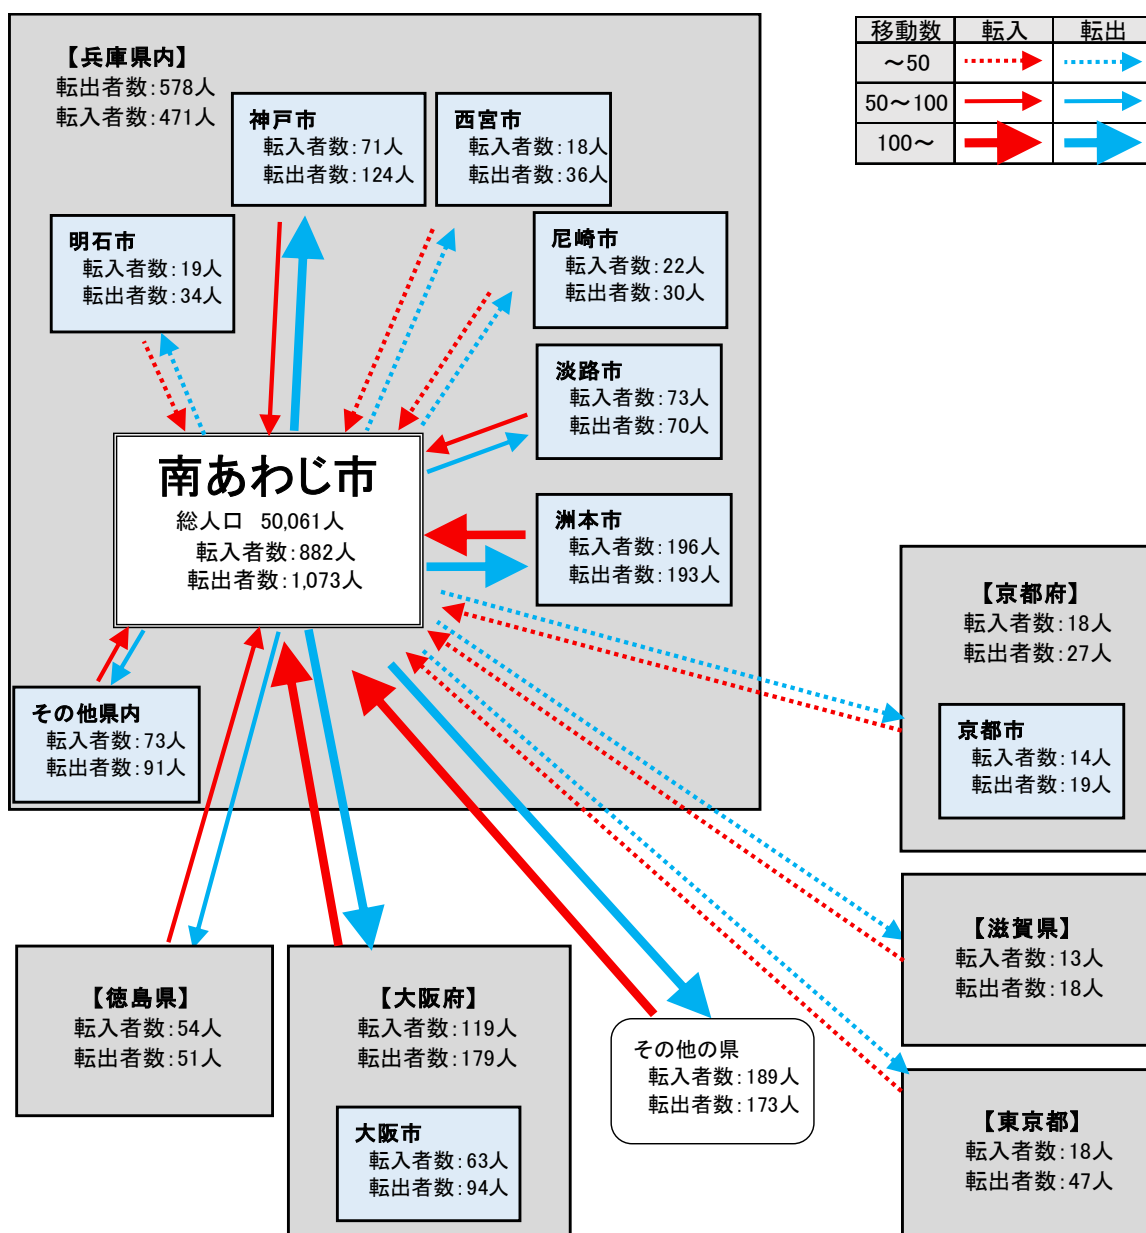 【兵庫県内】
転出者数:578人
転入者数:471人
移動数 転入 転出
～50
50～100
100～
神戸市
転入者数:71人
転出者数:124人
西宮市
転入者数:18人
転出者数:36人
明石市
転入者数:19人
転出者数:34人
尼崎市
転入者数:22人
転出者数:30人
淡路市
転入者数:73人
転出者数:70人
南あわじ市
総人口 50,061人
転入者数:882人
転出者数:1,073人
洲本市
転入者数:196人
転出者数:193人
その他県内
転入者数:73人
転出者数:91人
【京都府】
転入者数:18人
転出者数:27人
京都市
転入者数:14人
転出者数:19人
【滋賀県】
転入者数:13人
転出者数:18人
【徳島県】
転入者数:54人
転出者数:51人
【大阪府】
転入者数:119人
転出者数:179人
大阪市
転入者数:63人
転出者数:94人
その他の県
転入者数:189人
転出者数:173人
【東京都】
転入者数:18人
転出者数:47人